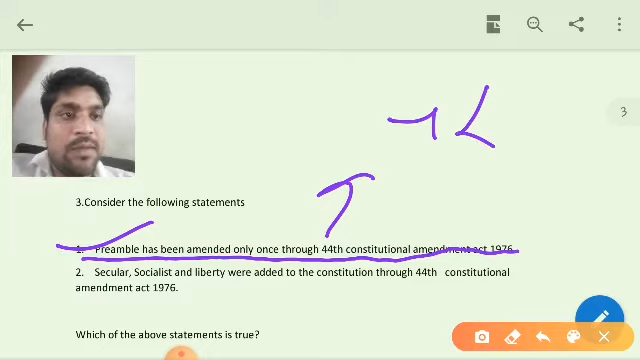 3
3.Consider the following statements
1. Preamble has been amended only once through 44th constitutional amendment act 1976
2. Secular, Socialist and liberty were added to the constitution through 44th constitutional
amendment act 1976.
Which of the above statements is true?